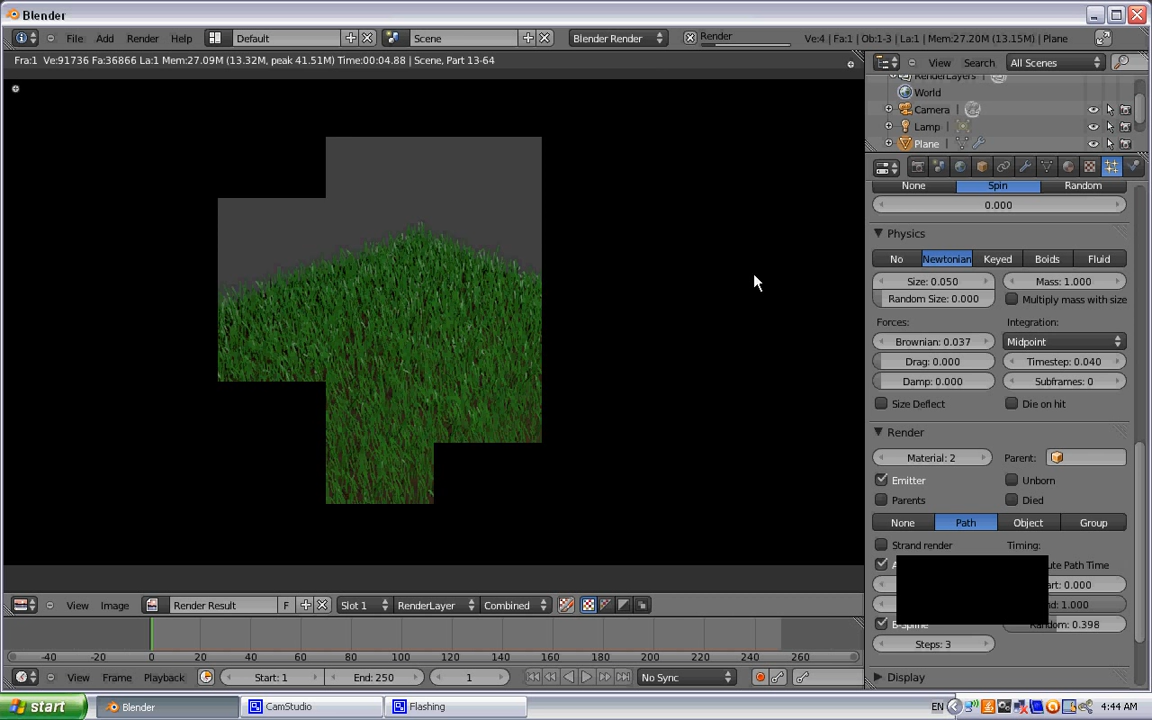 Blender
File Add Render Help Default Scene Blender Render Render Ve:4 | Fa:1 | Ob:1-3 | La:1 | Mem:27.20M (13.15M) | Plane
Fra:1 Ve:91736 Fa:36866 La:1 Mem:27.09M (13.32M, peak 41.51M) Time:00:04.88 | Scene, Part 13-64
View Search All Scenes
RenderLayers
World
Camera
Lamp
Plane
None Spin Random
0.000
Physics
No Newtonian Keyed Boids Fluid
Size: 0.050 Mass: 1.000
Random Size: 0.000 Multiply mass with size
Forces: Integration:
Brownian: 0.037 Midpoint
Drag: 0.000 Timestep: 0.040
Damp: 0.000 Subframes: 0
Size Deflect Die on hit
Render
Material: 2 Parent:
Emitter Unborn
Parents Died
None Path Object Group
Strand render Timing:
Path Time
0.000
1.000
B-Spline Random: 0.398
Steps: 3
Display
View Image Render Result F Slot 1 RenderLayer Combined
-40 -20 0 20 40 60 80 100 120 140 160 180 200 220 240 260
View Frame Playback Start: 1 End: 250 1 No Sync
start Blender CamStudio Flashing EN 4:44 AM